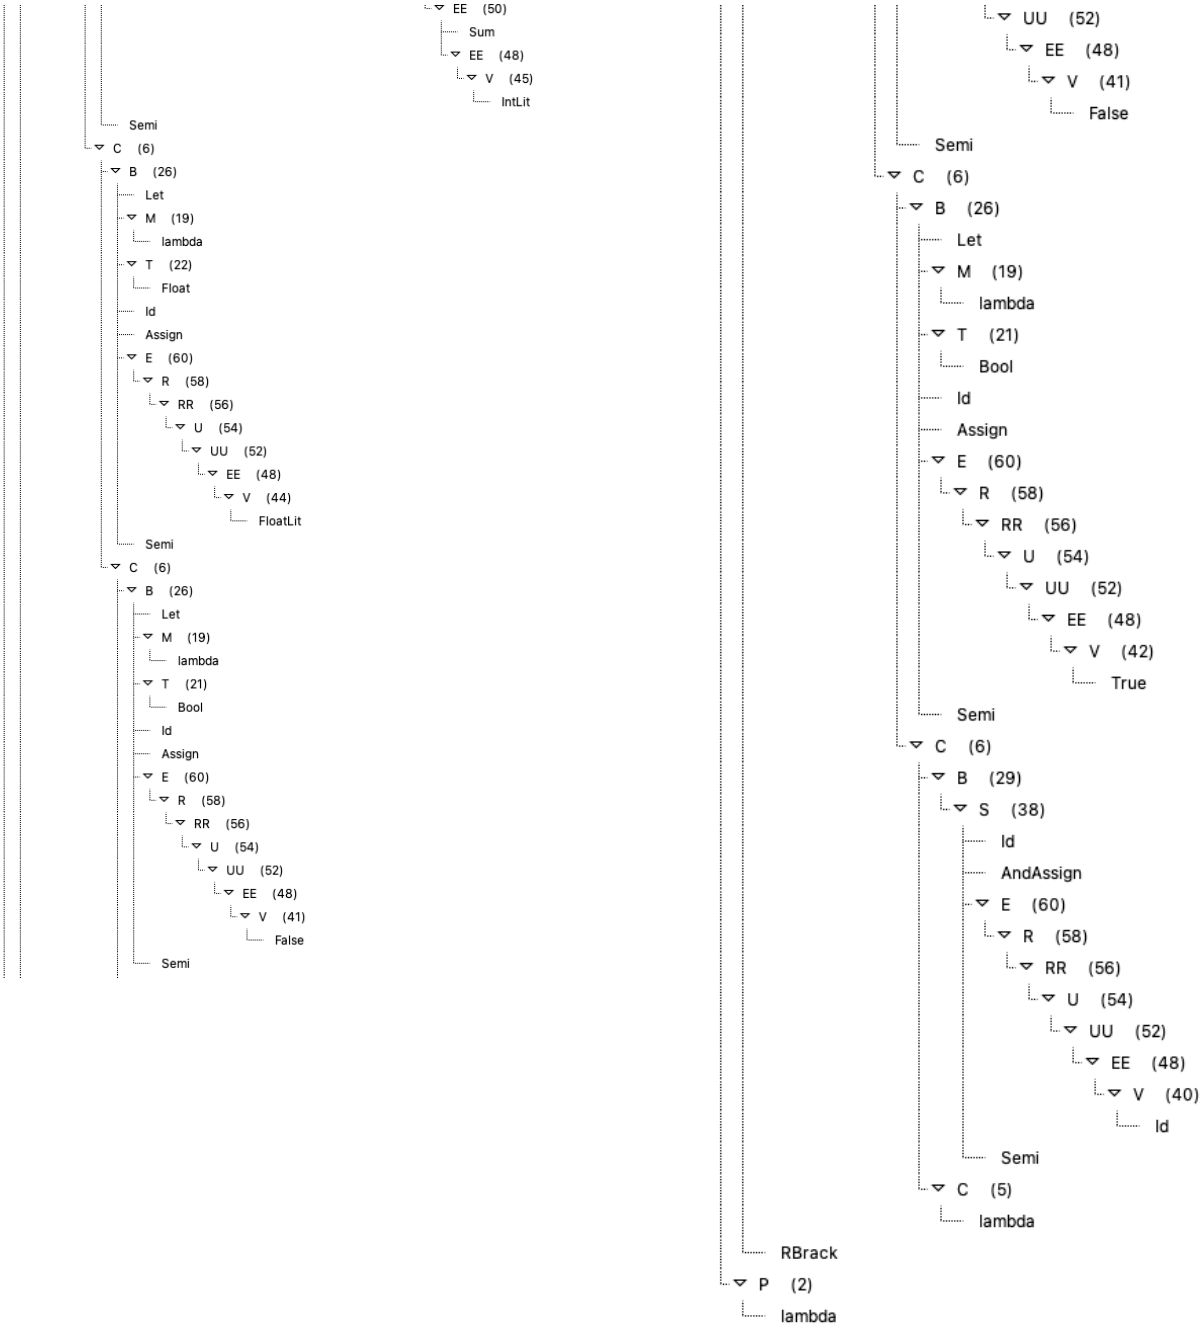 EE (50)
Sum
EE (48)
V (45)
IntLit
Semi
C (6)
B (26)
Let
M (19)
lambda
T (22)
Float
Id
Assign
E (60)
R (58)
RR (56)
U (54)
UU (52)
EE (48)
V (44)
FloatLit
Semi
C (6)
B (26)
Let
M (19)
lambda
T (21)
Bool
Id
Assign
E (60)
R (58)
RR (56)
U (54)
UU (52)
EE (48)
V (41)
False
Semi
UU (52)
EE (48)
V (41)
False
Semi
C (6)
B (26)
Let
M (19)
lambda
T (21)
Bool
Id
Assign
E (60)
R (58)
RR (56)
U (54)
UU (52)
EE (48)
V (42)
True
Semi
C (6)
B (29)
S (38)
Id
AndAssign
E (60)
R (58)
RR (56)
U (54)
UU (52)
EE (48)
V (40)
Id
Semi
C (5)
lambda
RBrack
P (2)
lambda